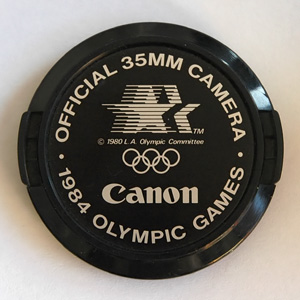 · OFFICIAL 35MM CAMERA ·
TM
© 1980 L.A. Olympic Committee
Canon
1984 OLYMPIC GAMES